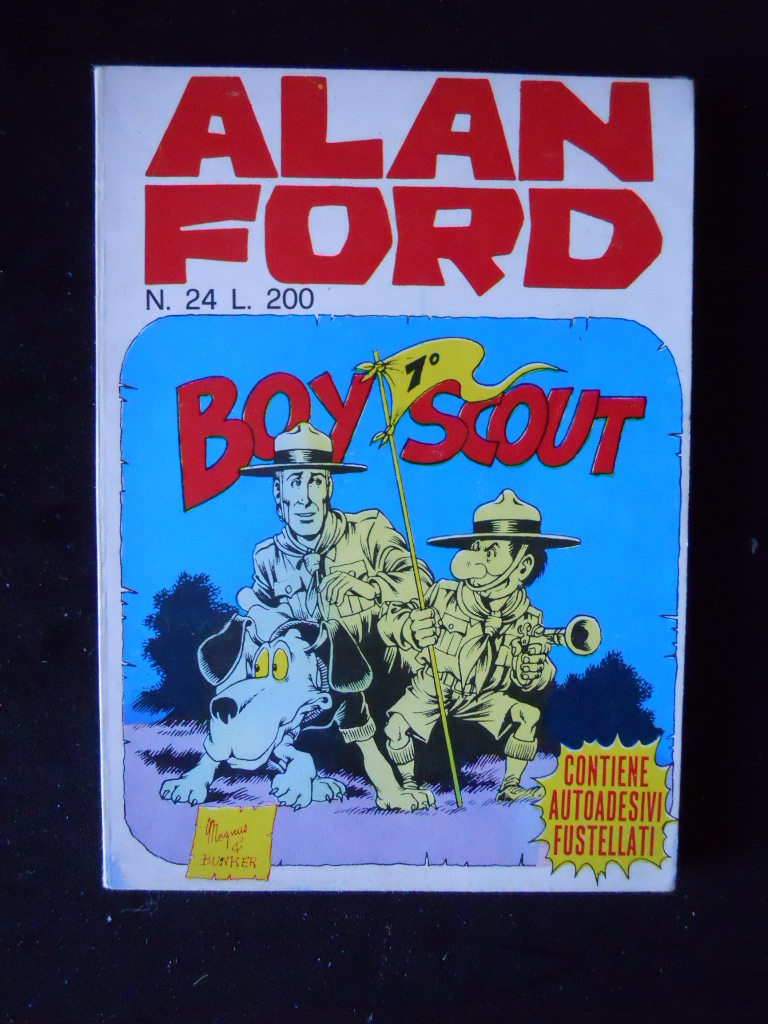 ALAN
FORD
N. 24 L. 200
7°
BOY SCOUT
Magnus
&
BUNKER
CONTIENE
AUTOADESIVI
FUSTELLATI